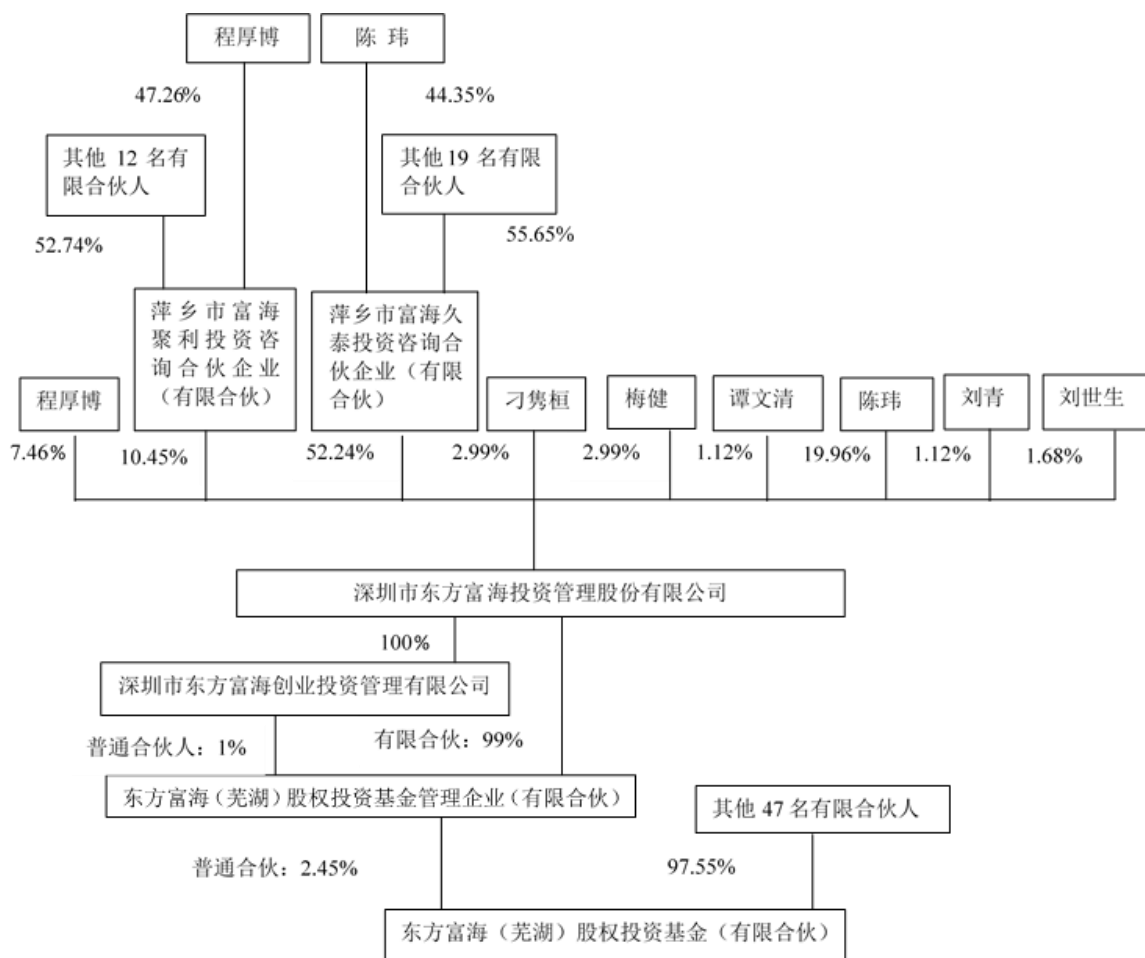 程厚博
陈 玮
47.26%
44.35%
其他 12 名有
限合伙人
其他 19 名有限
合伙人
52.74%
55.65%
萍乡市富海
聚利投资咨
询合伙企业
（有限合伙）
萍乡市富海久
泰投资咨询合
伙企业（有限
合伙）
程厚博
刁隽桓
梅健
谭文清
陈玮
刘青
刘世生
7.46%
10.45%
52.24%
2.99%
2.99%
1.12%
19.96%
1.12%
1.68%
深圳市东方富海投资管理股份有限公司
100%
深圳市东方富海创业投资管理有限公司
普通合伙人：1%
有限合伙：99%
东方富海（芜湖）股权投资基金管理企业（有限合伙）
其他 47 名有限合伙人
普通合伙：2.45%
97.55%
东方富海（芜湖）股权投资基金（有限合伙）